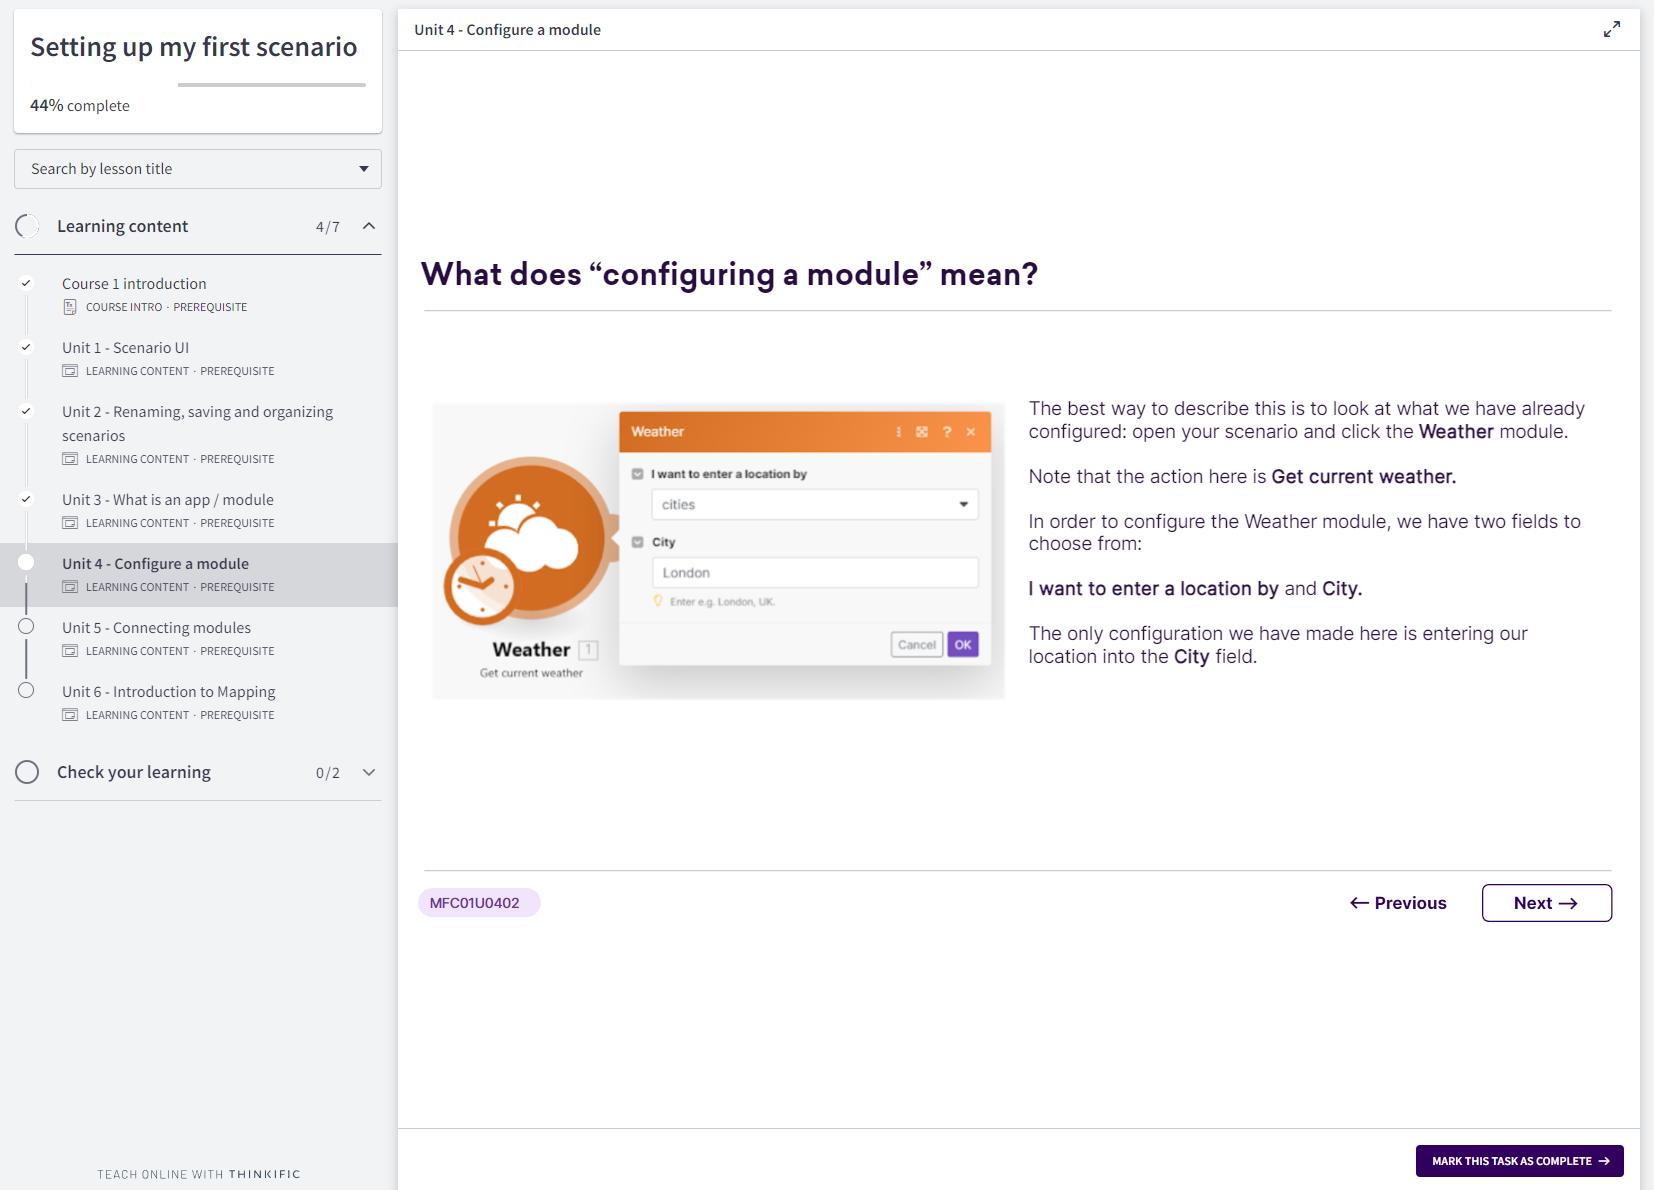 Setting up my first scenario
44% complete
Search by lesson title
Learning content 4/7
Course 1 introduction
COURSE INTRO · PREREQUISITE
Unit 1 - Scenario UI
LEARNING CONTENT · PREREQUISITE
Unit 2 - Renaming, saving and organizing
scenarios
LEARNING CONTENT · PREREQUISITE
Unit 3 - What is an app / module
LEARNING CONTENT · PREREQUISITE
Unit 4 - Configure a module
LEARNING CONTENT · PREREQUISITE
Unit 5 - Connecting modules
LEARNING CONTENT · PREREQUISITE
Unit 6 - Introduction to Mapping
LEARNING CONTENT · PREREQUISITE
Check your learning 0/2
TEACH ONLINE WITH THINKIFIC
Unit 4 - Configure a module
What does “configuring a module” mean?
Weather
?
I want to enter a location by
cities
City
London
Enter e.g. London, UK.
Cancel OK
Weather 1
Get current weather
The best way to describe this is to look at what we have already
configured: open your scenario and click the Weather module.
Note that the action here is Get current weather.
In order to configure the Weather module, we have two fields to
choose from:
I want to enter a location by and City.
The only configuration we have made here is entering our
location into the City field.
MFC01U0402
← Previous
Next →
MARK THIS TASK AS COMPLETE →